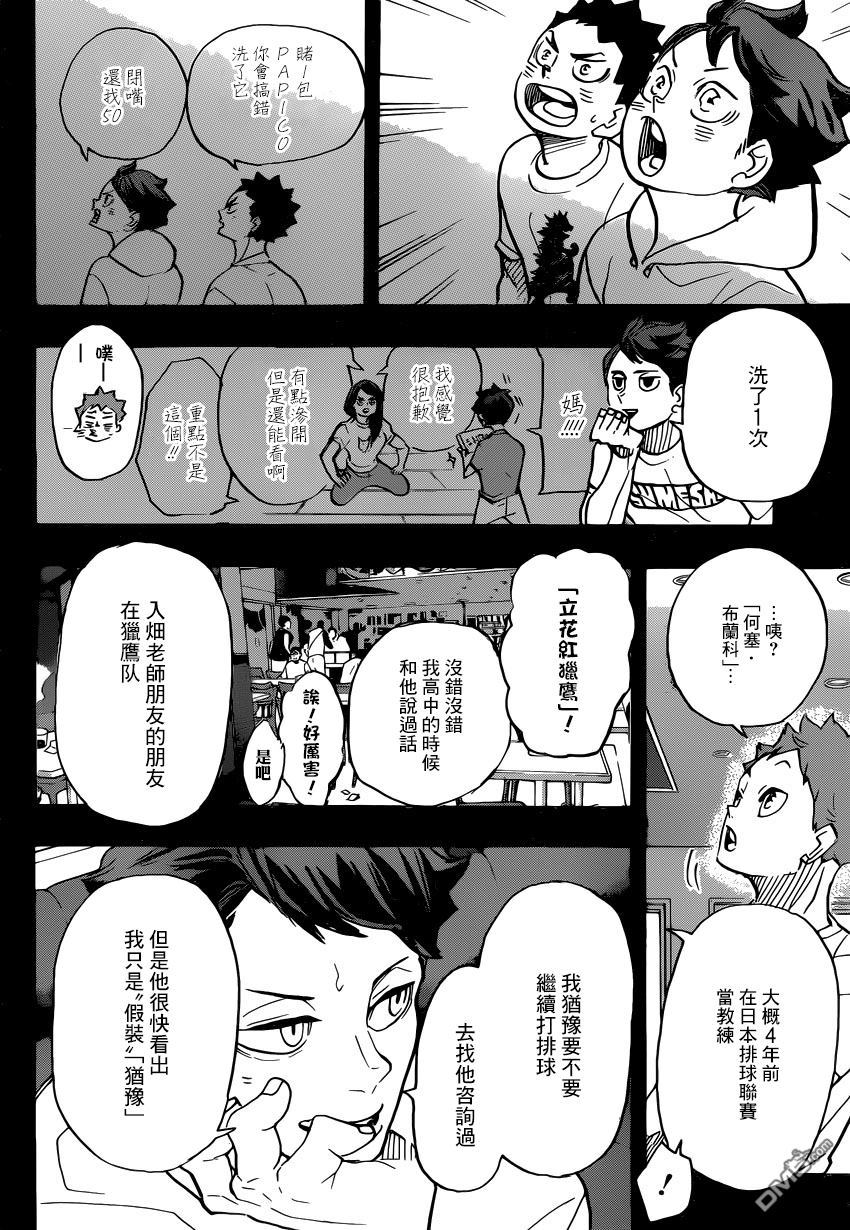 賭1包
PAPICO
你會搞錯
洗了它
閉嘴
還找50
洗了1次
媽
!!!!
我感覺
很抱歉
有點滲開
但是還能看啊
重點不是
這個!!
噗—
…咦?
「何塞·
布蘭科」…
大概4年前
在日本排球聯賽
當教練
!
「立花紅獵鷹」!
沒錯沒錯
我高中的時候
和他說過話
誒!好厲害!
是吧
入畑老師朋友的朋友
在獵鷹队
我猶豫要不要
繼續打排球
去找他咨詢過
但是他很快看出
我只是〝假裝〞「猶豫」